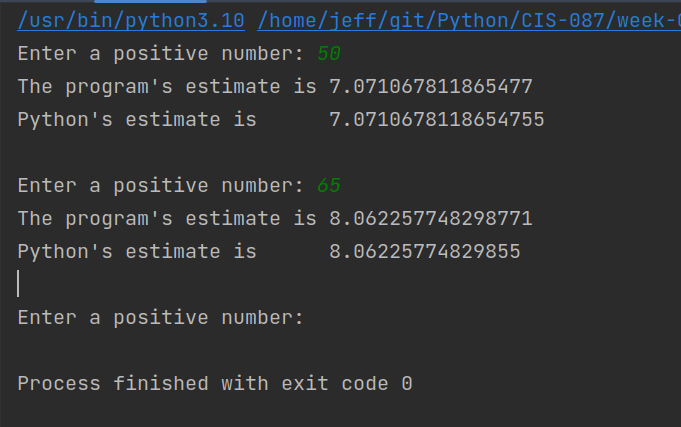 /usr/bin/python3.10 /home/jeff/git/Python/CIS-087/week-
Enter a positive number: 50
The program's estimate is 7.071067811865477
Python's estimate is      7.0710678118654755
Enter a positive number: 65
The program's estimate is 8.062257748298771
Python's estimate is      8.06225774829855
Enter a positive number:
Process finished with exit code 0